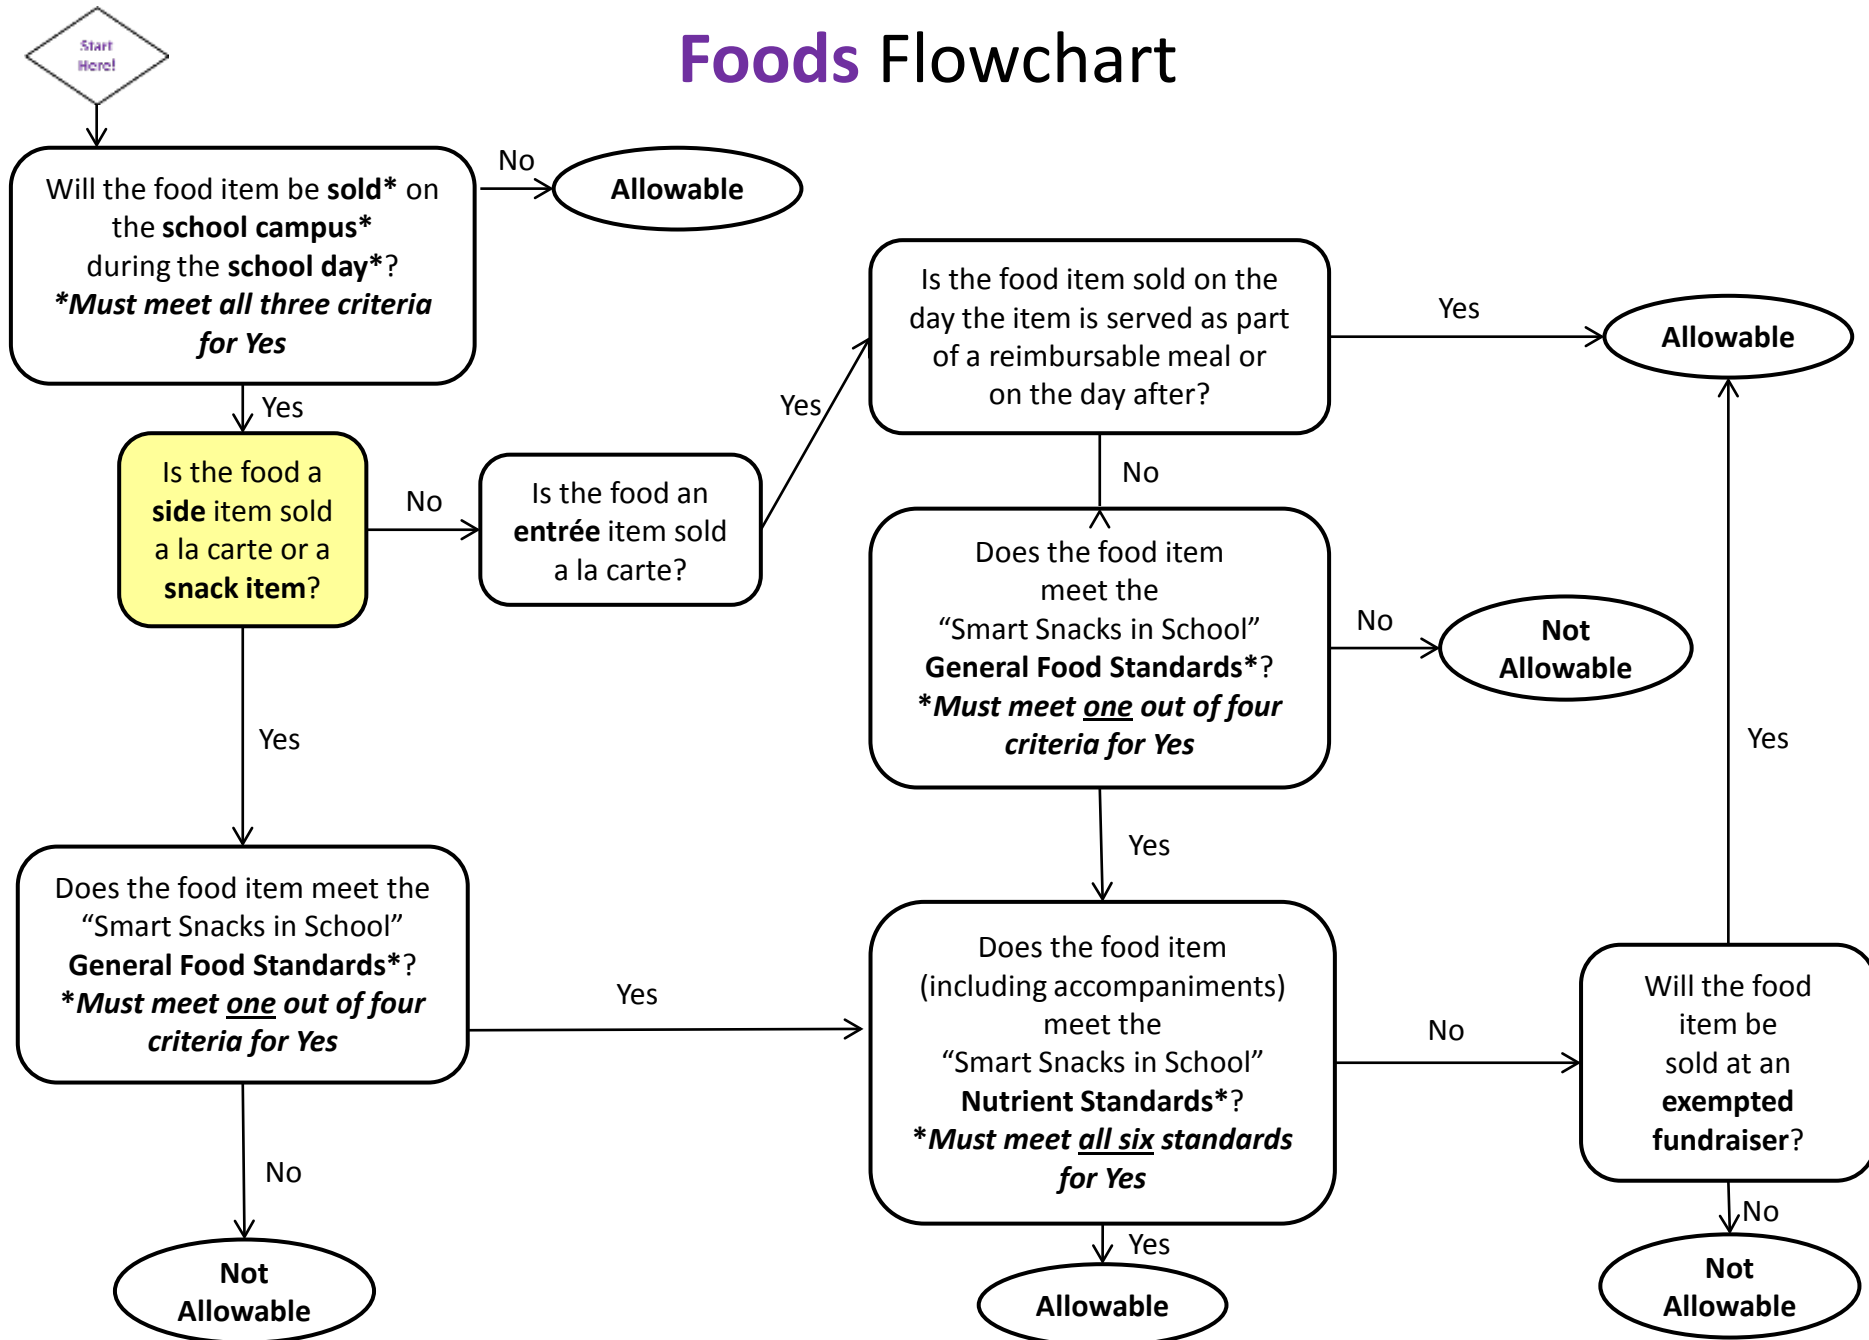 Start
Here!
Foods Flowchart
Will the food item be sold* on
the school campus*
during the school day*?
*Must meet all three criteria
for Yes
No
Allowable
Yes
Is the food a
side item sold
a la carte or a
snack item?
No
Is the food an
entrée item sold
a la carte?
Yes
Is the food item sold on the
day the item is served as part
of a reimbursable meal or
on the day after?
Yes
Allowable
No
Does the food item
meet the
“Smart Snacks in School”
General Food Standards*?
*Must meet one out of four
criteria for Yes
No
Not
Allowable
Yes
Yes
Yes
Does the food item meet the
“Smart Snacks in School”
General Food Standards*?
*Must meet one out of four
criteria for Yes
Yes
Does the food item
(including accompaniments)
meet the
“Smart Snacks in School”
Nutrient Standards*?
*Must meet all six standards
for Yes
No
Will the food
item be
sold at an
exempted
fundraiser?
No
Not
Allowable
Yes
Allowable
No
Not
Allowable